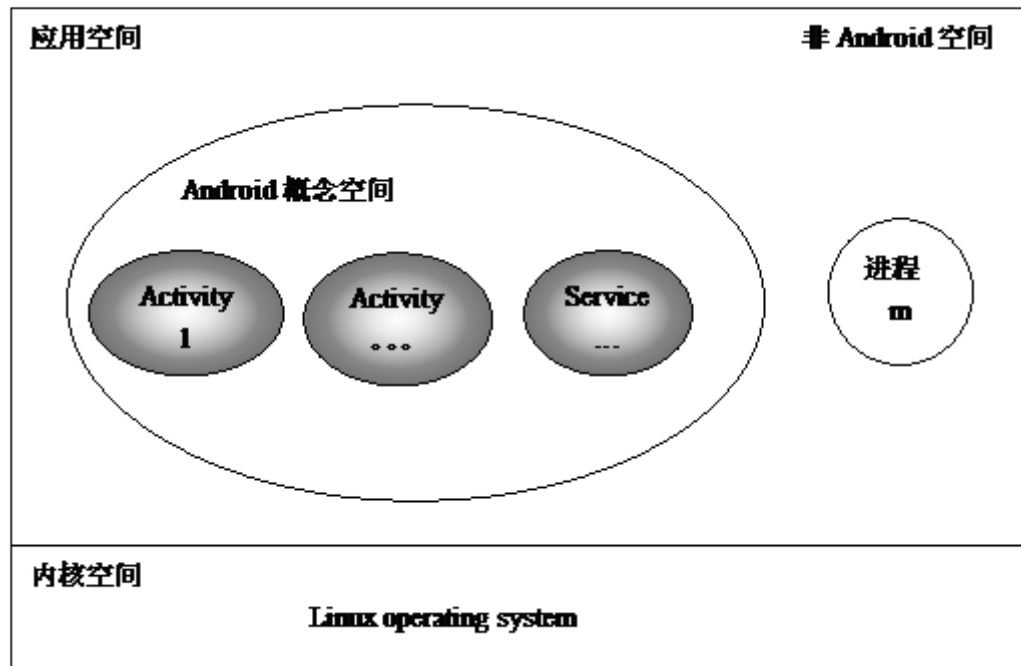 应用空间
非 Android 空间
Android 概念空间
Activity
1
Activity
。。。
Service
...
进程
m
内核空间
Linux operating system